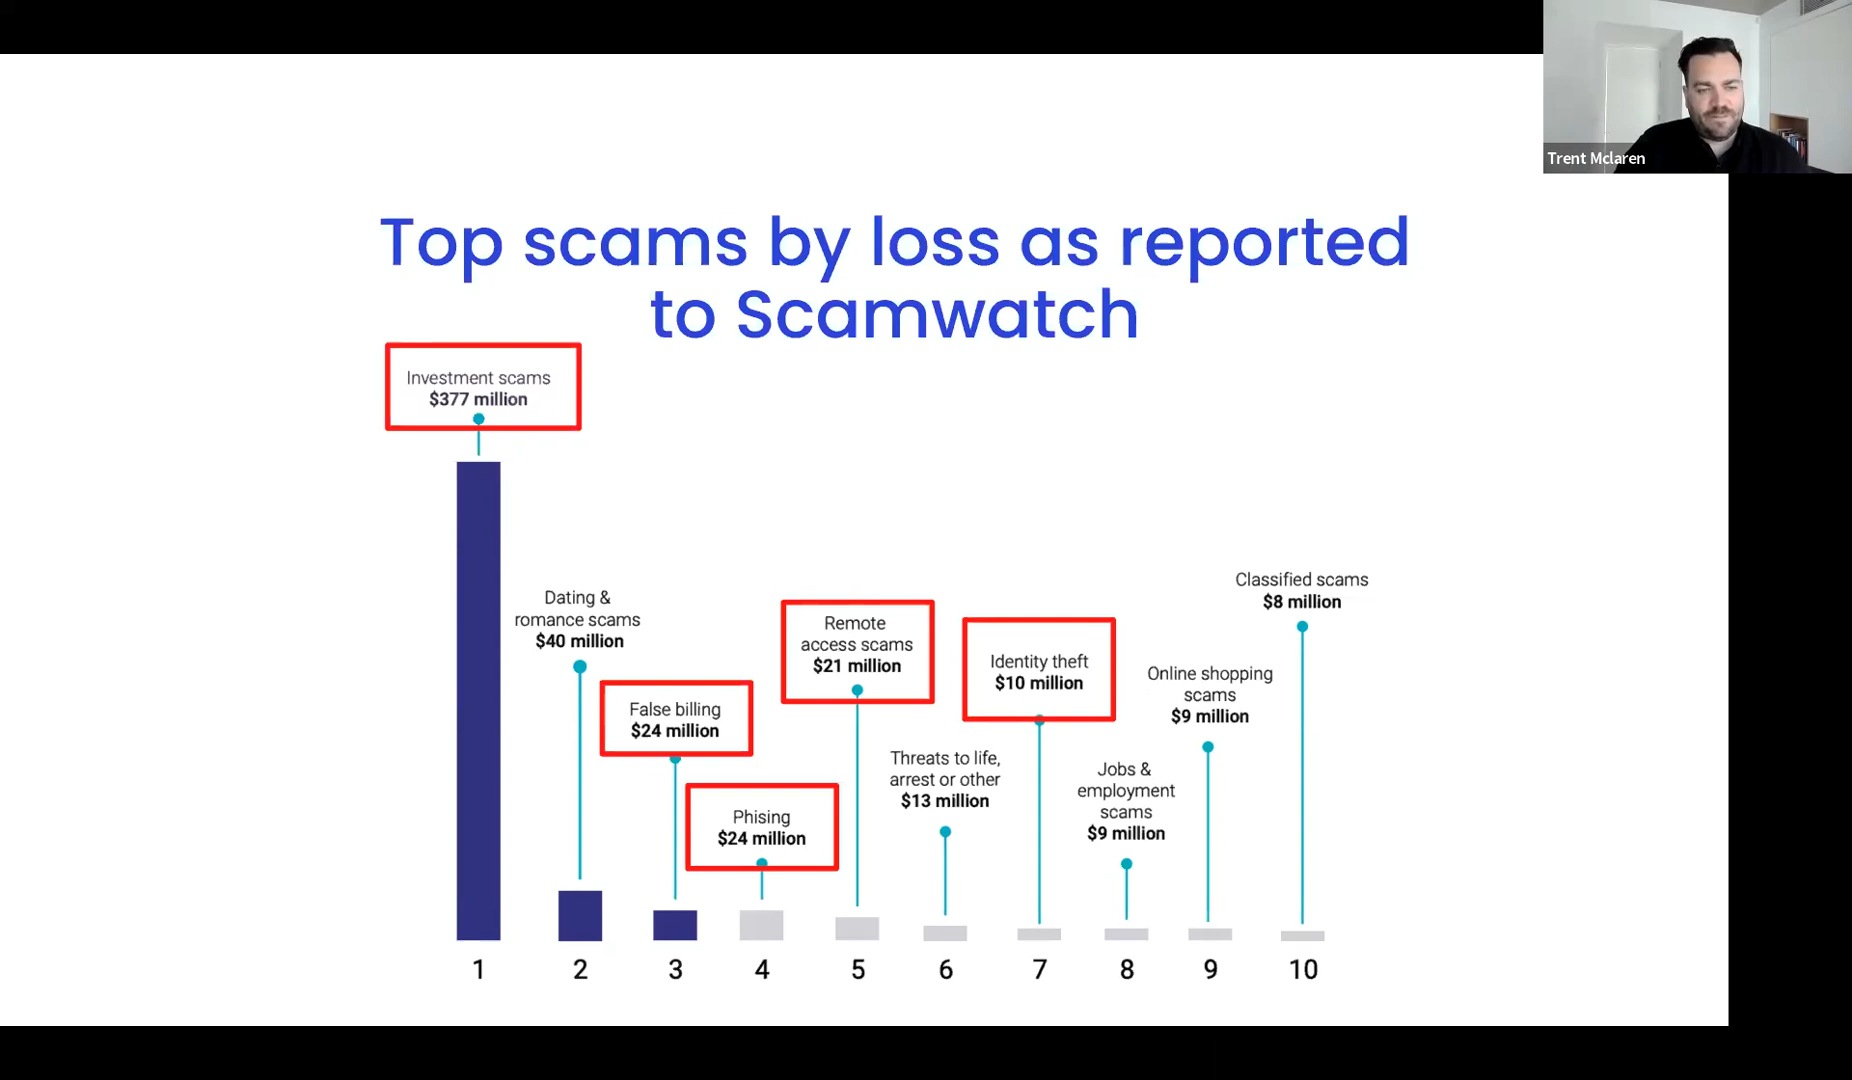 Trent Mclaren
Top scams by loss as reported
to Scamwatch
Investment scams
$377 million
Dating &
romance scams
$40 million
False billing
$24 million
Phising
$24 million
Remote
access scams
$21 million
Threats to life,
arrest or other
$13 million
Identity theft
$10 million
Jobs &
employment
scams
$9 million
Online shopping
scams
$9 million
Classified scams
$8 million
1 2 3 4 5 6 7 8 9 10